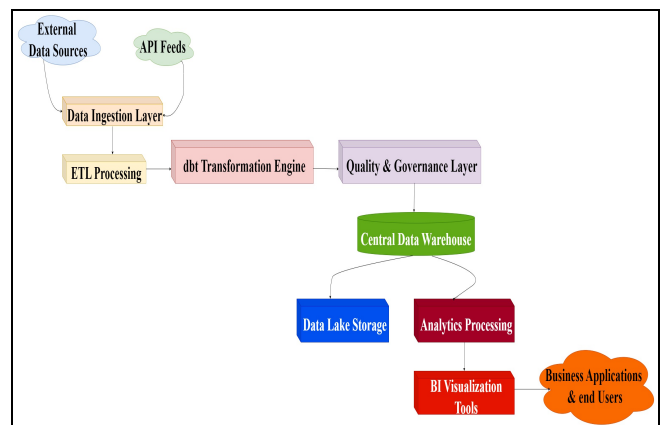 External
Data Sources
API Feeds
Data Ingestion Layer
ETL Processing
dbt Transformation Engine
Quality & Governance Layer
Central Data Warehouse
Data Lake Storage
Analytics Processing
BI Visualization
Tools
Business Applications
& end Users